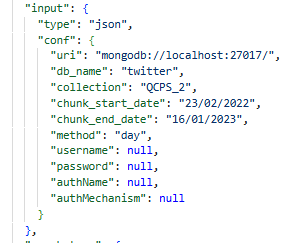 "input": {
"type": "json",
"conf": {
"uri": "mongodb://localhost:27017/",
"db_name": "twitter",
"collection": "QCPS_2",
"chunk_start_date": "23/02/2022",
"chunk_end_date": "16/01/2023",
"method": "day",
"username": null,
"password": null,
"authName": null,
"authMechanism": null
}
},